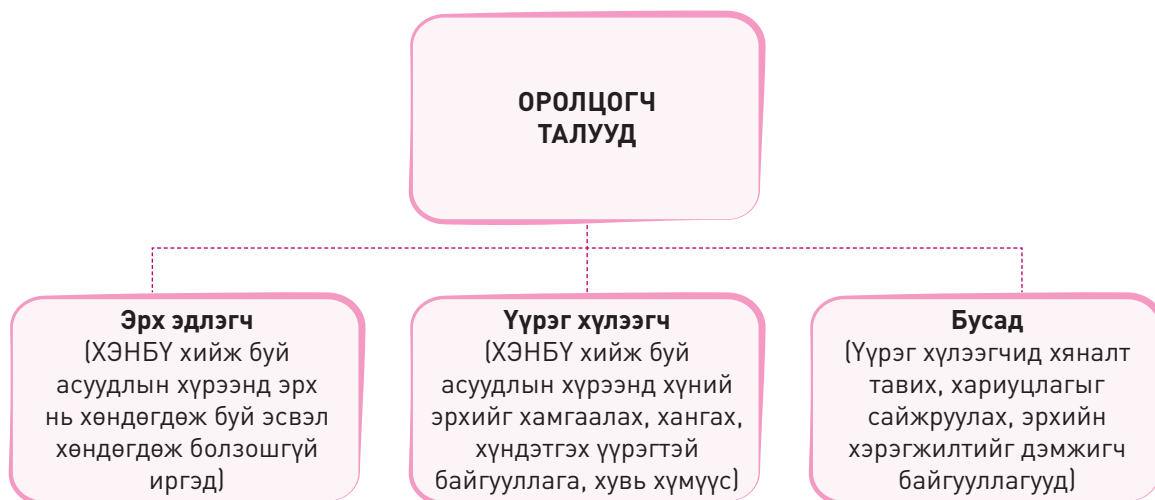 ОРОЛЦОГЧ
ТАЛУУД
Эрх эдлэгч
(ХЭНБҮ хийж буй
асуудлын хүрээнд эрх
нь хөндөгдөж буй эсвэл
хөндөгдөж болзошгүй
иргэд)
Үүрэг хүлээгч
(ХЭНБҮ хийж буй
асуудлын хүрээнд хүний
эрхийг хамгаалах, хангах,
хүндэтгэх үүрэгтэй
байгууллага, хувь хүмүүс)
Бусад
(Үүрэг хүлээгчид хяналт
тавих, хариуцлагыг
сайжруулах, эрхийн
хэрэгжилтийг дэмжигч
байгууллагууд)